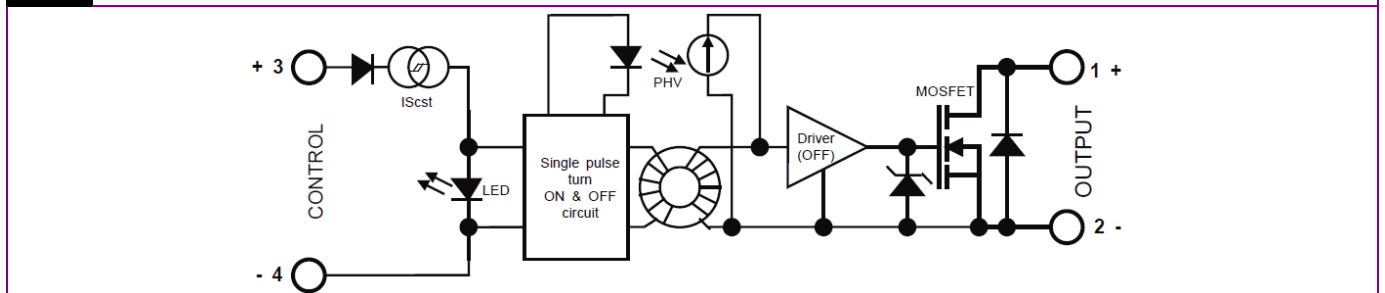 + 3
IScst
CONTROL
LED
- 4
Single pulse
turn
ON & OFF
circuit
PHV
Driver
(OFF)
MOSFET
1 +
OUTPUT
2 -